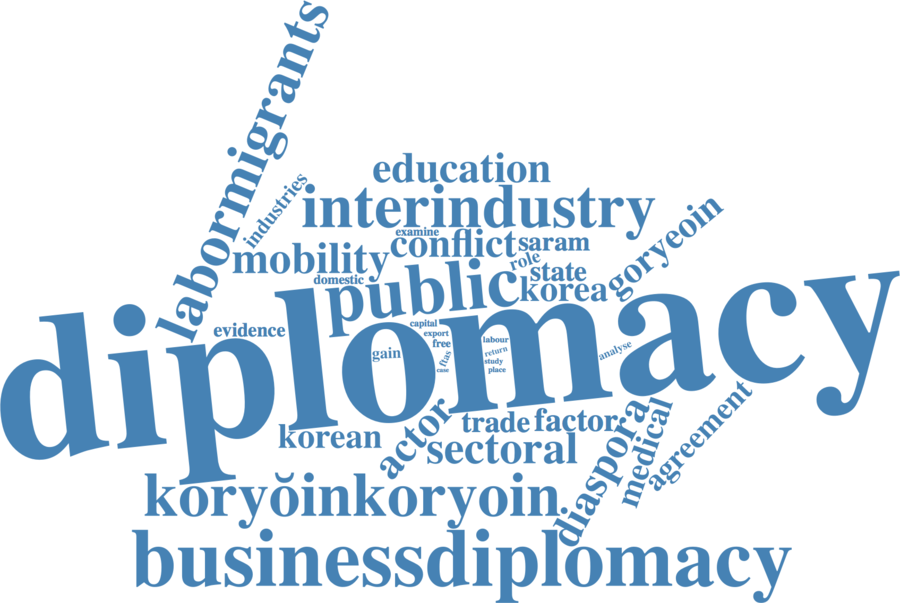 labormigrants
education
industries
interindustry
examine
conflict
saram
goryeoin
mobility
role
state
domestic
public
korea
diplomacy
evidence
capital
export
free
gain
ftas
case
labour
return
study
place
analyse
korean
actor
trade
factor
sectoral
diaspora
medical
agreement
koryŏinkoryoin
businessdiplomacy